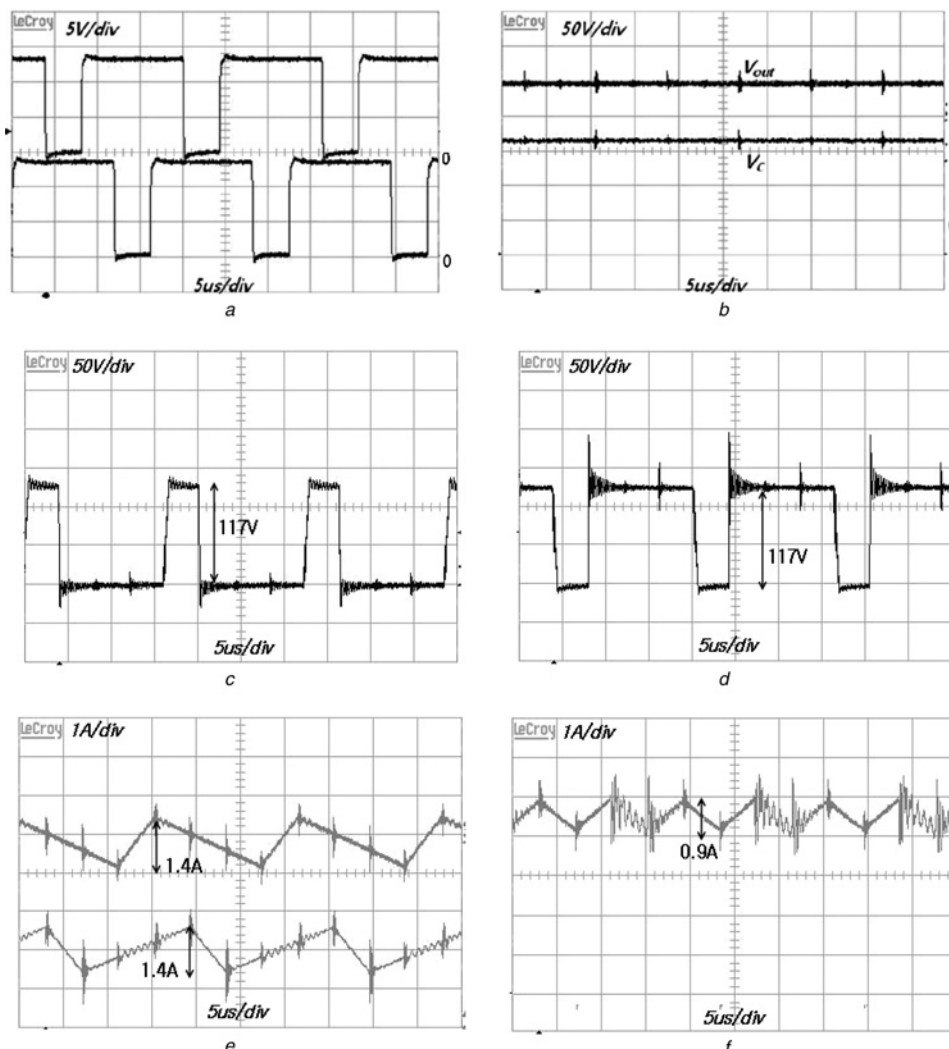 LeCroy 5V/div
0
0
5us/div
a
LeCroy 50V/div
Vout
VC
5us/div
b
LeCroy 50V/div
117V
5us/div
c
LeCroy 50V/div
117V
5us/div
d
LeCroy 1A/div
1.4A
1.4A
5us/div
e
LeCroy 1A/div
0.9A
5us/div
f